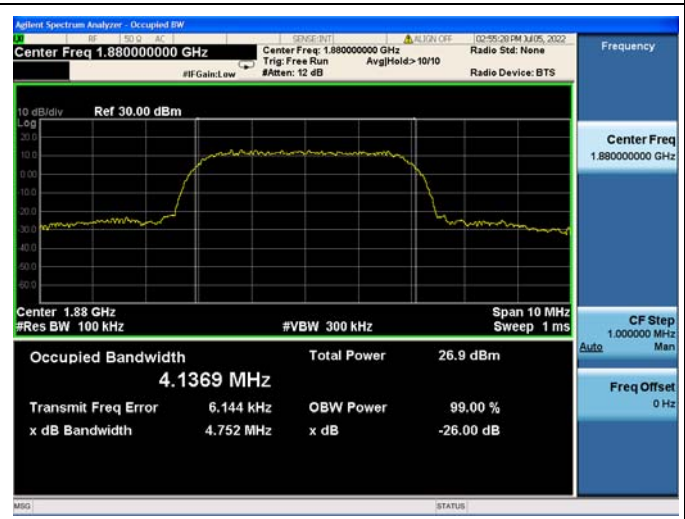 Agilent Spectrum Analyzer - Occupied BW
RF 50 Ω AC SENSE:INT ALIGN OFF 02:55:28 PM Jul 05, 2022
Center Freq 1.880000000 GHz Center Freq: 1.880000000 GHz Radio Std: None Frequency
Trig: Free Run Avg|Hold:> 10/10
#IFGain:Low #Atten: 12 dB Radio Device: BTS
10 dB/div Ref 30.00 dBm
Log
20.0
10.0
0.00
-10.0
-20.0
-30.0
-40.0
-50.0
-60.0
Center Freq
1.880000000 GHz
Center 1.88 GHz Span 10 MHz
#Res BW 100 kHz #VBW 300 kHz Sweep 1 ms
CF Step
1.000000 MHz
Auto Man
Occupied Bandwidth Total Power 26.9 dBm
4.1369 MHz
Freq Offset
0 Hz
Transmit Freq Error 6.144 kHz OBW Power 99.00 %
x dB Bandwidth 4.752 MHz x dB -26.00 dB
MSG STATUS